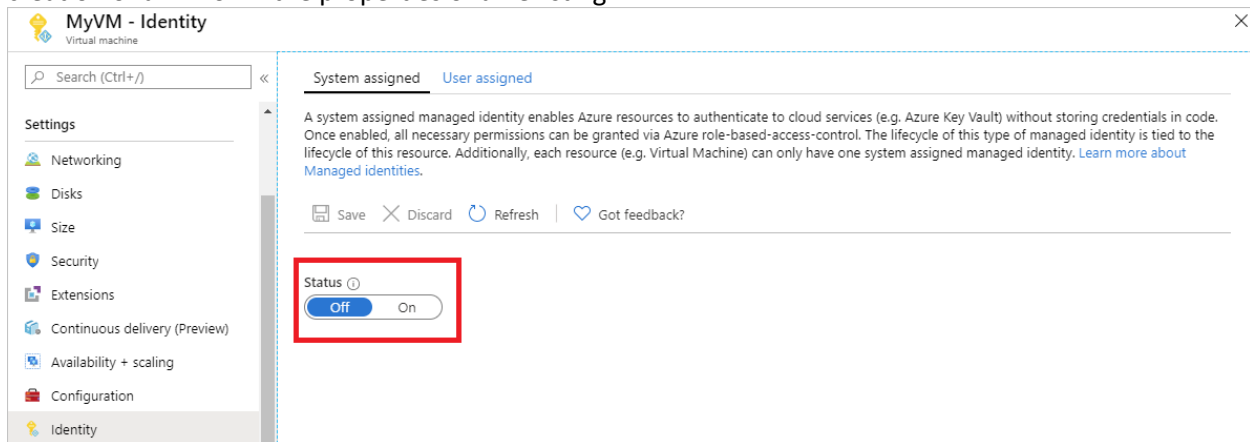 MyVM - Identity
Virtual machine
Search (Ctrl+/)
«
Settings
Networking
Disks
Size
Security
Extensions
Continuous delivery (Preview)
Availability + scaling
Configuration
Identity
System assigned User assigned
A system assigned managed identity enables Azure resources to authenticate to cloud services (e.g. Azure Key Vault) without storing credentials in code.
Once enabled, all necessary permissions can be granted via Azure role-based-access-control. The lifecycle of this type of managed identity is tied to the
lifecycle of this resource. Additionally, each resource (e.g. Virtual Machine) can only have one system assigned managed identity. Learn more about
Managed identities.
Save Discard Refresh Got feedback?
Status
Off On